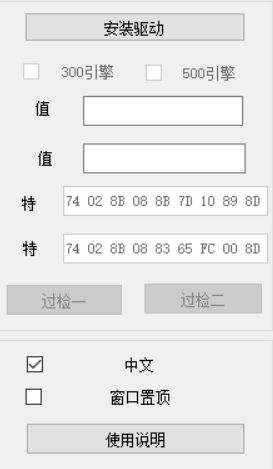 安装驱动
300引擎 500引擎
值
值
特 74 02 8B 08 8B 7D 10 89 8D
特 74 02 8B 08 83 65 FC 00 8D
过检一 过检二
中文
窗口置顶
使用说明